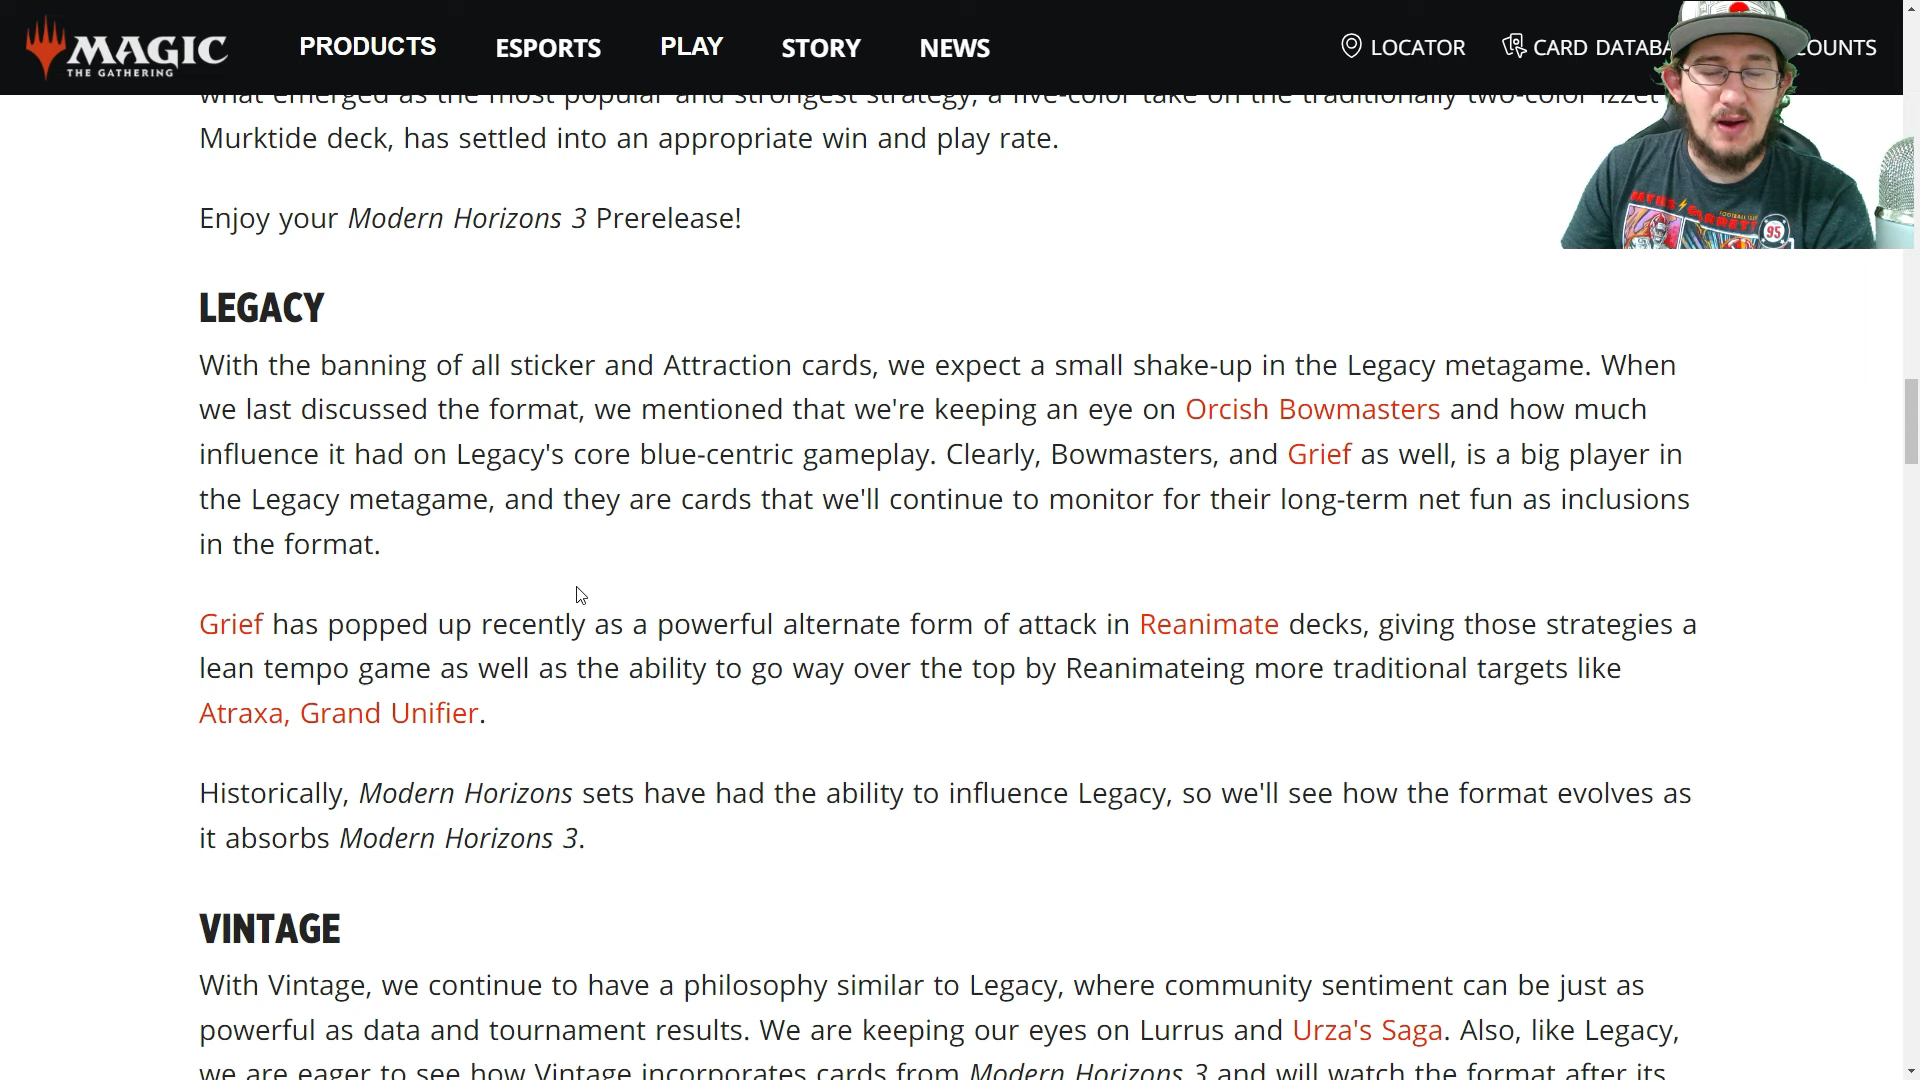 MAGIC
THE GATHERING
PRODUCTS ESPORTS PLAY STORY NEWS LOCATOR CARD DATABA COUNTS
what emerged as the most popular and strongest strategy, a five-color take on the traditionally two-color Izzet
Murktide deck, has settled into an appropriate win and play rate.
Enjoy your Modern Horizons 3 Prerelease!
LEGACY
With the banning of all sticker and Attraction cards, we expect a small shake-up in the Legacy metagame. When
we last discussed the format, we mentioned that we're keeping an eye on Orcish Bowmasters and how much
influence it had on Legacy's core blue-centric gameplay. Clearly, Bowmasters, and Grief as well, is a big player in
the Legacy metagame, and they are cards that we'll continue to monitor for their long-term net fun as inclusions
in the format.
Grief has popped up recently as a powerful alternate form of attack in Reanimate decks, giving those strategies a
lean tempo game as well as the ability to go way over the top by Reanimateing more traditional targets like
Atraxa, Grand Unifier.
Historically, Modern Horizons sets have had the ability to influence Legacy, so we'll see how the format evolves as
it absorbs Modern Horizons 3.
VINTAGE
With Vintage, we continue to have a philosophy similar to Legacy, where community sentiment can be just as
powerful as data and tournament results. We are keeping our eyes on Lurrus and Urza's Saga. Also, like Legacy,
we are eager to see how Vintage incorporates cards from Modern Horizons 3 and will watch the format after its
MYLES GARRETT
95